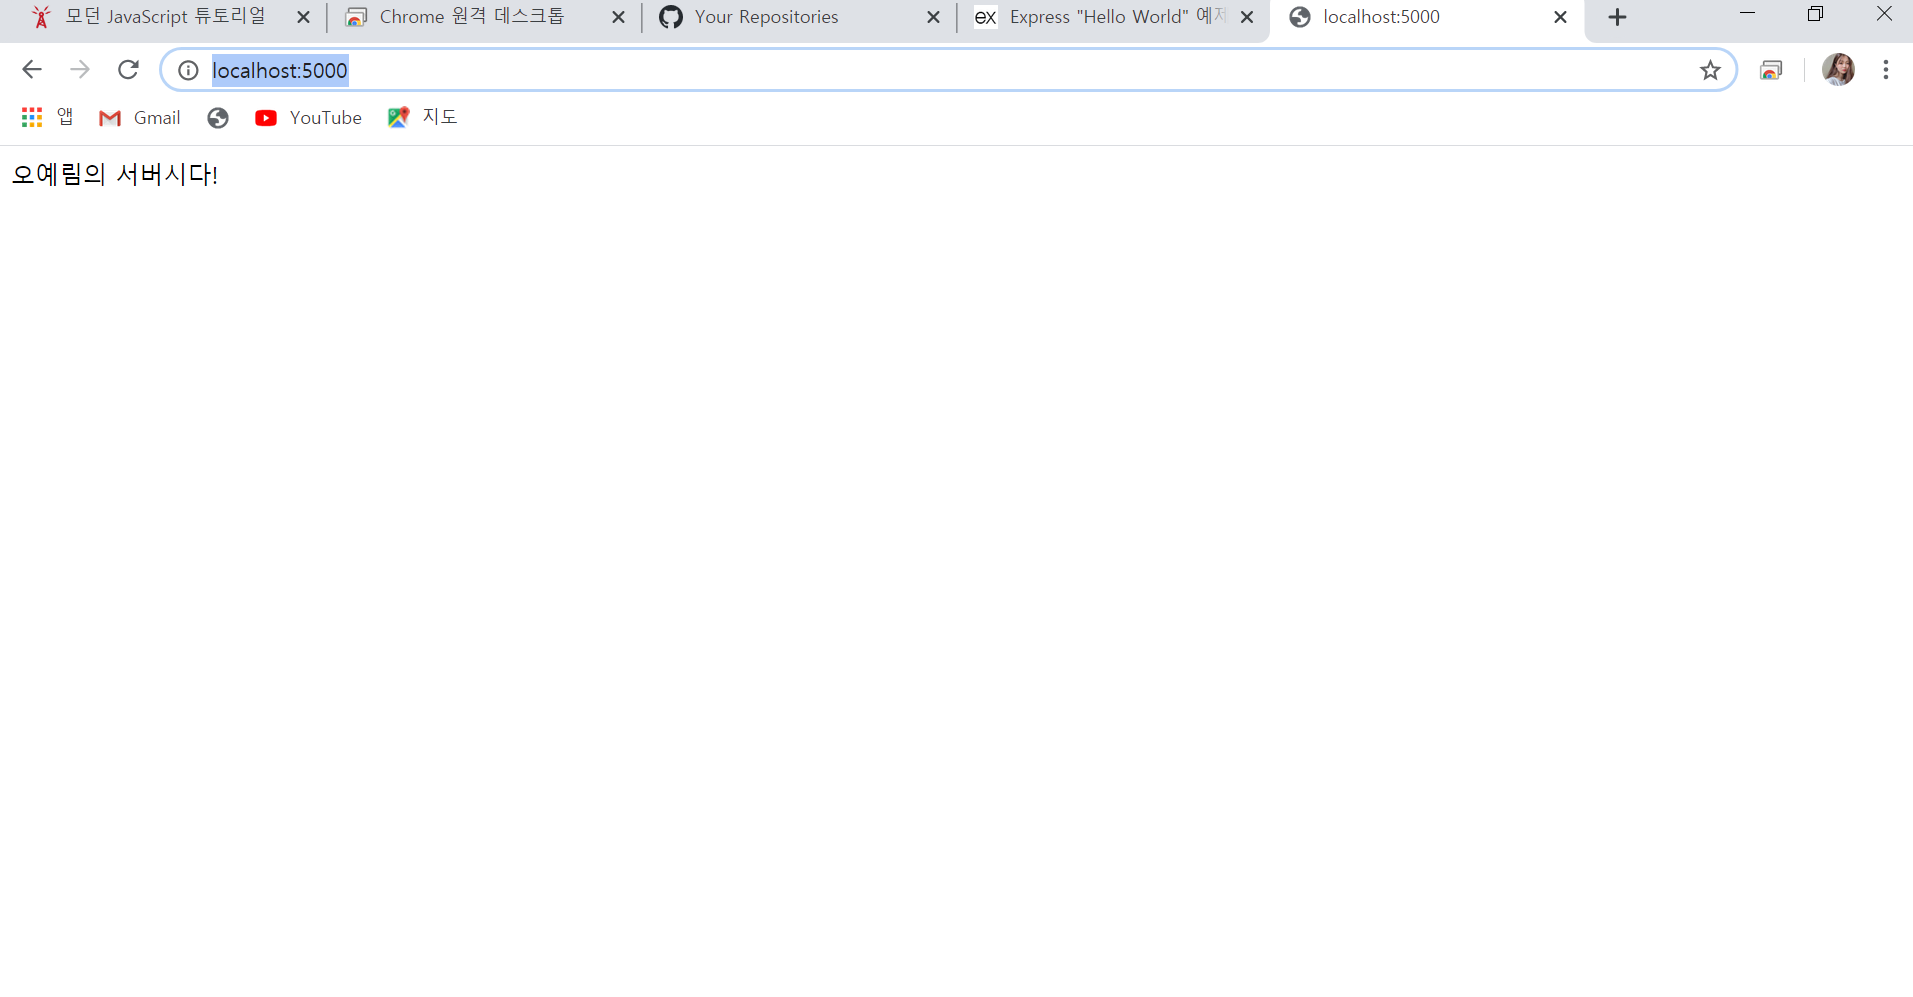 모던 JavaScript 튜토리얼
Chrome 원격 데스크톱
Your Repositories
ex Express "Hello World" 예제
localhost:5000
localhost:5000
앱 Gmail YouTube 지도
오예림의 서버시다!